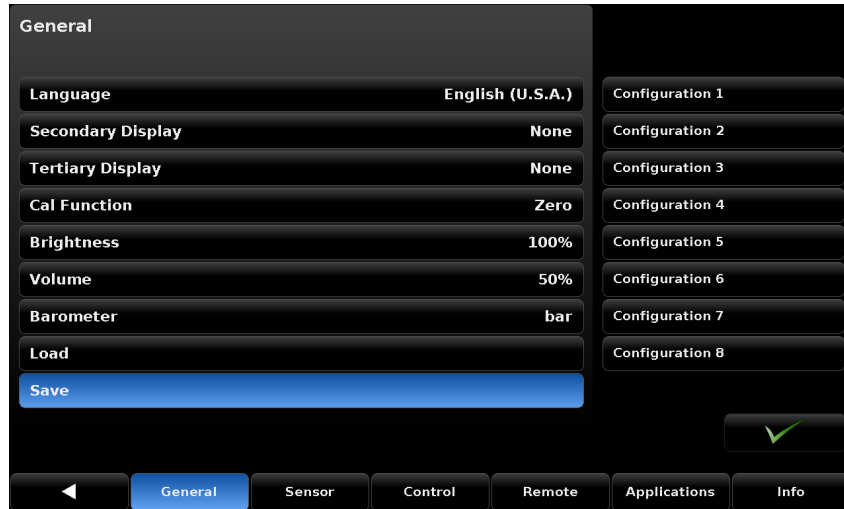 General
Language English (U.S.A.)
Secondary Display None
Tertiary Display None
Cal Function Zero
Brightness 100%
Volume 50%
Barometer bar
Load
Save
Configuration 1
Configuration 2
Configuration 3
Configuration 4
Configuration 5
Configuration 6
Configuration 7
Configuration 8
General Sensor Control Remote Applications Info